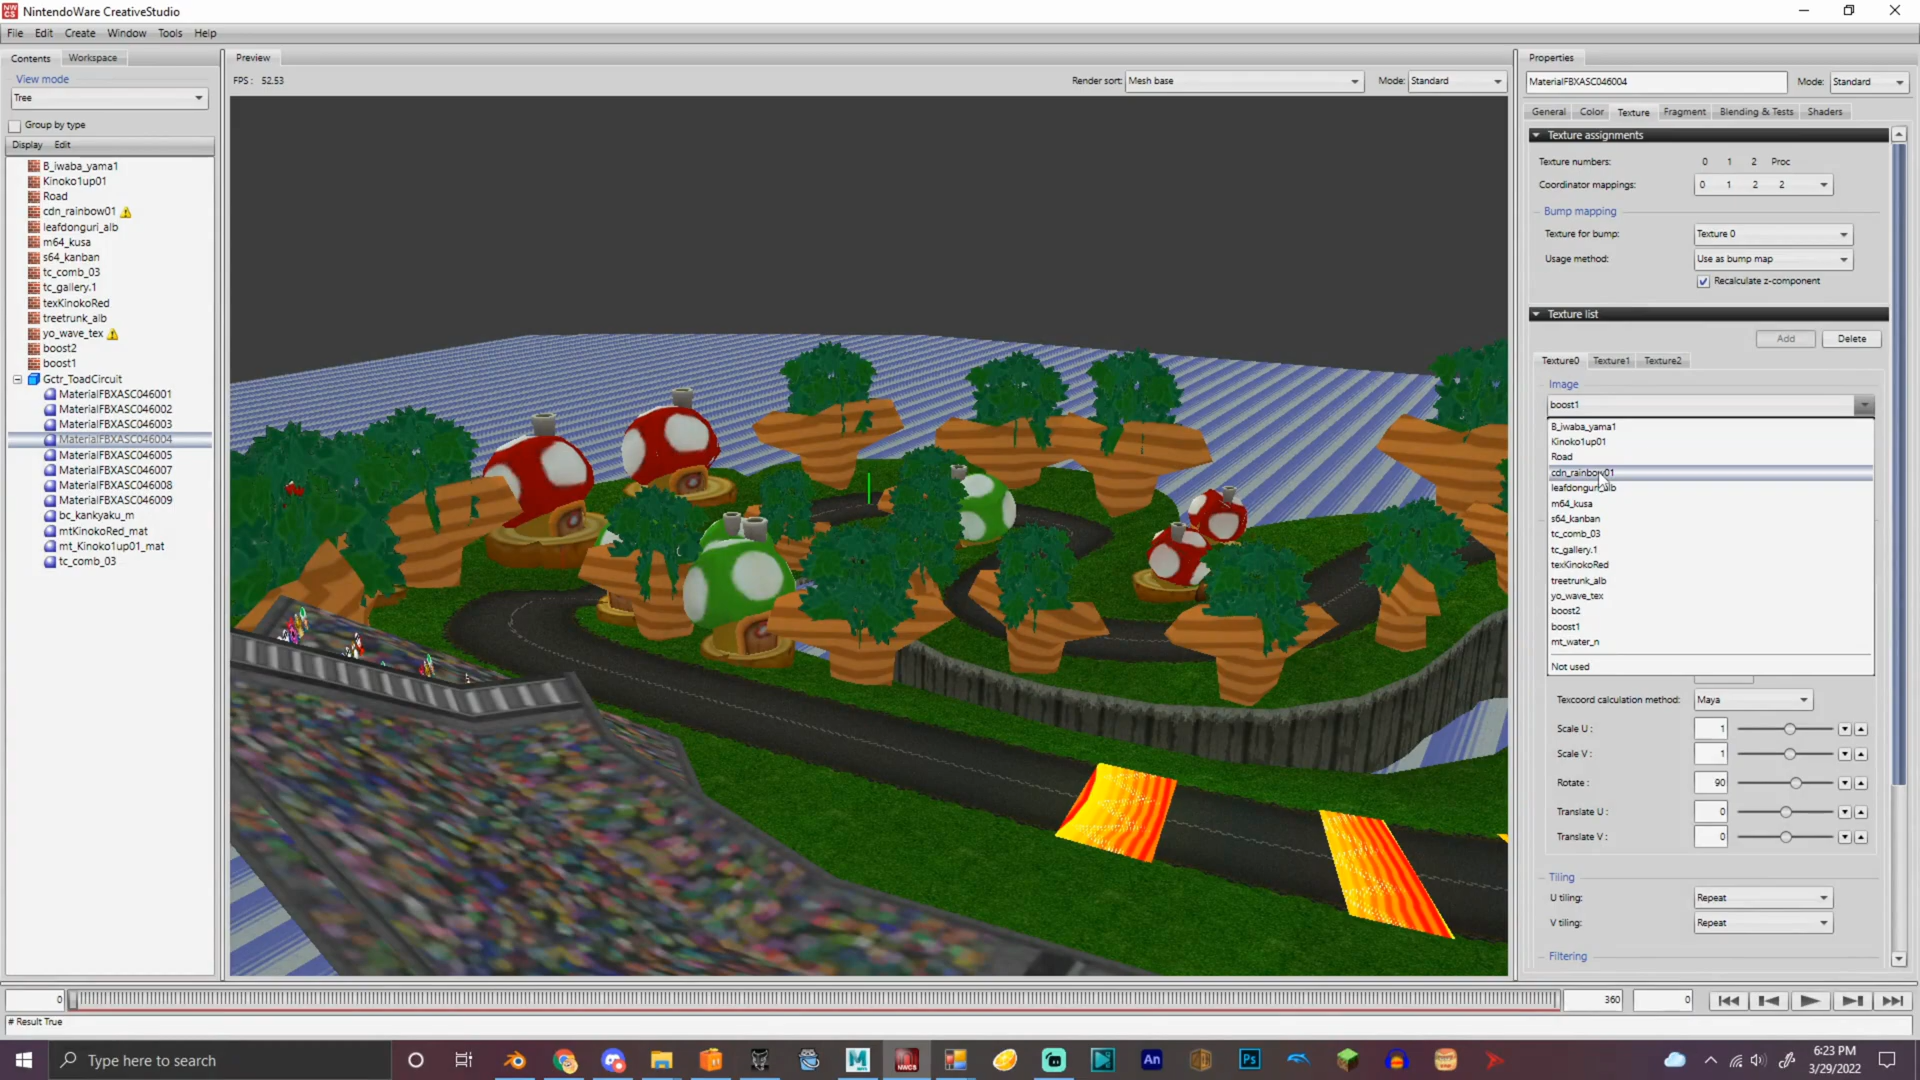 NintendoWare CreativeStudio
File Edit Create Window Tools Help
Contents Workspace
View mode
Tree
Group by type
Display Edit
B_iwaba_yama1
Kinoko1up01
Road
cdn_rainbow01
leafdonguri_alb
m64_kusa
s64_kanban
tc_comb_03
tc_gallery.1
texKinokoRed
treetrunk_alb
yo_wave_tex
boost2
boost1
Gctr_ToadCircuit
MaterialFBXASC046001
MaterialFBXASC046002
MaterialFBXASC046003
MaterialFBXASC046004
MaterialFBXASC046005
MaterialFBXASC046007
MaterialFBXASC046008
MaterialFBXASC046009
bc_kankyaku_m
mtKinokoRed_mat
mt_Kinoko1up01_mat
tc_comb_03
Preview
FPS : 52.53
Render sort: Mesh base
Mode: Standard
Properties
MaterialFBXASC046004
Mode: Standard
General Color Texture Fragment Blending & Tests Shaders
Texture assignments
Texture numbers: 0 1 2 Proc
Coordinator mappings: 0 1 2 2
Bump mapping
Texture for bump: Texture 0
Usage method: Use as bump map
Recalculate z-component
Texture list
Add Delete
Texture0 Texture1 Texture2
Image
boost1
B_iwaba_yama1
Kinoko1up01
Road
cdn_rainbow01
leafdonguri_alb
m64_kusa
s64_kanban
tc_comb_03
tc_gallery.1
texKinokoRed
treetrunk_alb
yo_wave_tex
boost2
boost1
mt_water_n
Not used
Texcoord calculation method: Maya
Scale U : 1
Scale V : 1
Rotate : 90
Translate U : 0
Translate V : 0
Tiling
U tiling: Repeat
V tiling: Repeat
Filtering
0
360
0
# Result True
Type here to search
NWCS
An
Ps
6:23 PM
3/29/2022